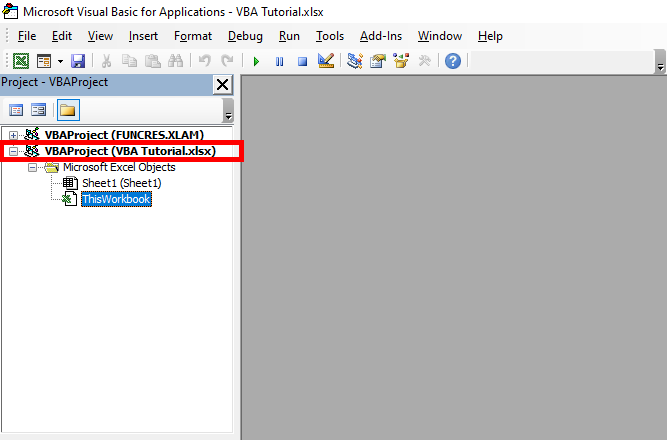 Microsoft Visual Basic for Applications - VBA Tutorial.xlsx
File Edit View Insert Format Debug Run Tools Add-Ins Window Help
Project - VBAProject
VBAProject (FUNCRES.XLAM)
VBAProject (VBA Tutorial.xlsx)
Microsoft Excel Objects
Sheet1 (Sheet1)
ThisWorkbook